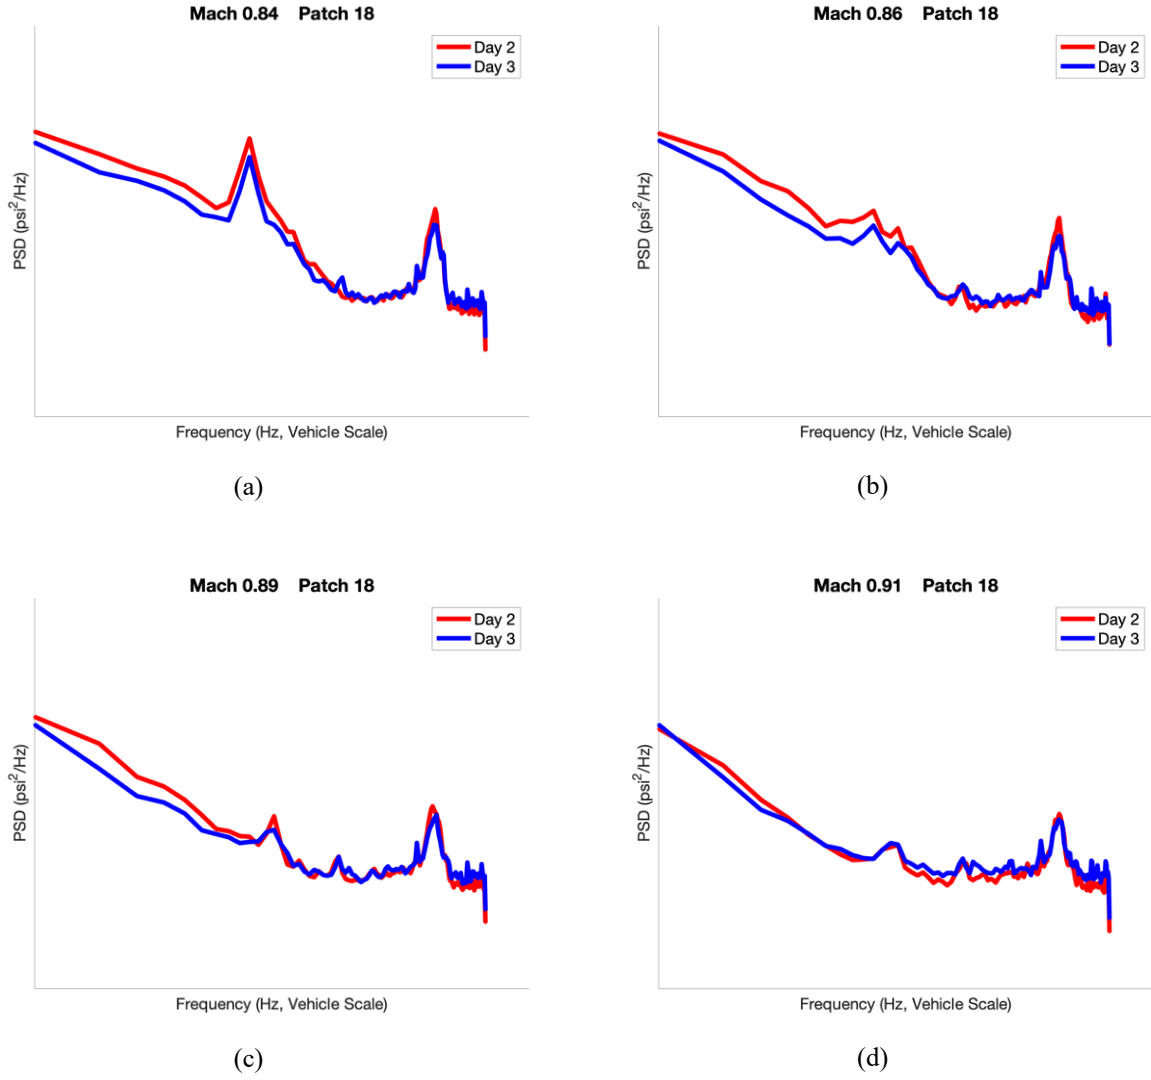 Mach 0.84 Patch 18
Day 2
Day 3
PSD (psi²/Hz)
Frequency (Hz, Vehicle Scale)
(a)
Mach 0.86 Patch 18
Day 2
Day 3
PSD (psi²/Hz)
Frequency (Hz, Vehicle Scale)
(b)
Mach 0.89 Patch 18
Day 2
Day 3
PSD (psi²/Hz)
Frequency (Hz, Vehicle Scale)
(c)
Mach 0.91 Patch 18
Day 2
Day 3
PSD (psi²/Hz)
Frequency (Hz, Vehicle Scale)
(d)